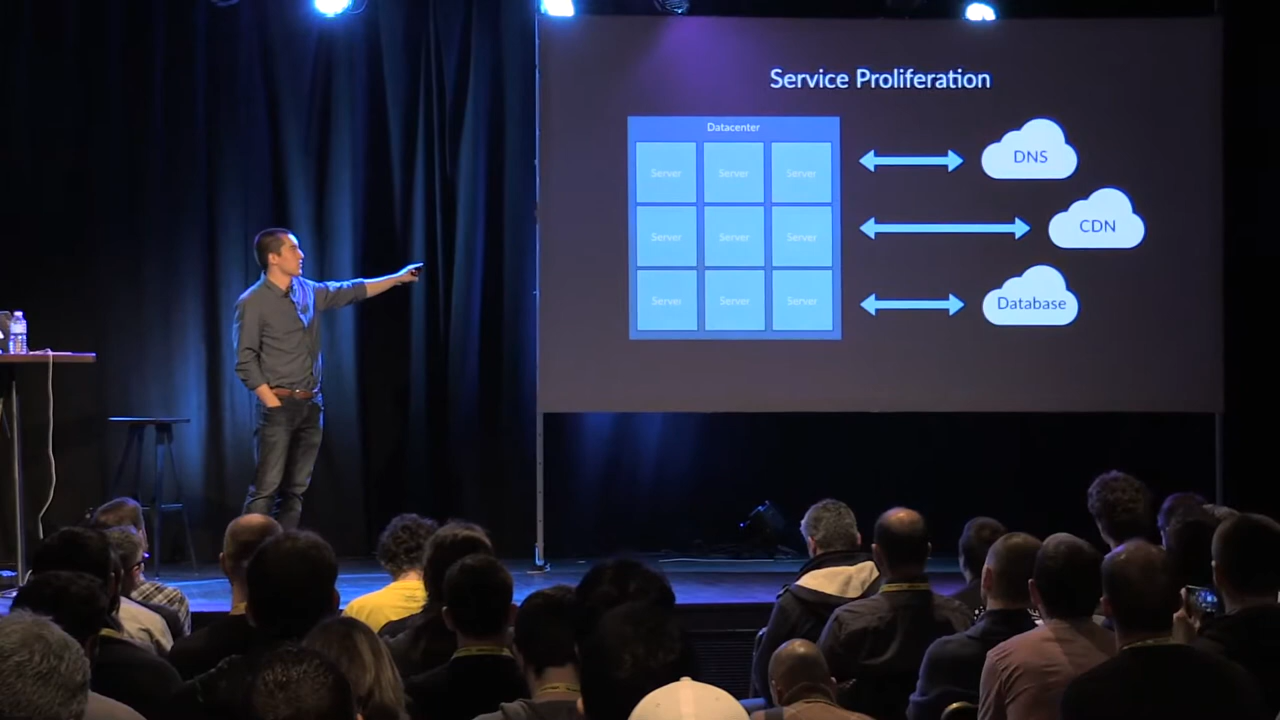 Service Proliferation
Datacenter
Server Server Server
Server Server Server
Server Server Server
DNS
CDN
Database